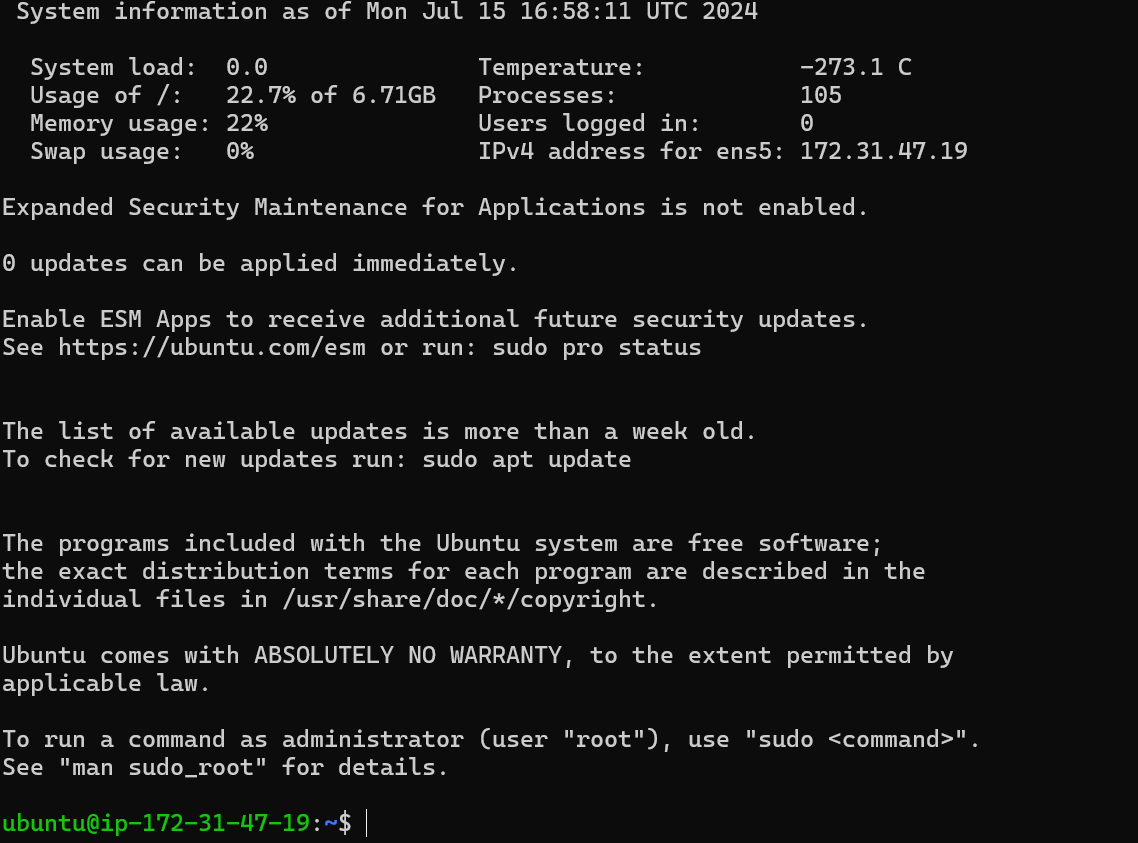 System information as of Mon Jul 15 16:58:11 UTC 2024
System load:  0.0               Temperature:           -273.1 C
Usage of /:   22.7% of 6.71GB   Processes:             105
Memory usage: 22%               Users logged in:       0
Swap usage:   0%                IPv4 address for ens5: 172.31.47.19
Expanded Security Maintenance for Applications is not enabled.
0 updates can be applied immediately.
Enable ESM Apps to receive additional future security updates.
See https://ubuntu.com/esm or run: sudo pro status
The list of available updates is more than a week old.
To check for new updates run: sudo apt update
The programs included with the Ubuntu system are free software;
the exact distribution terms for each program are described in the
individual files in /usr/share/doc/*/copyright.
Ubuntu comes with ABSOLUTELY NO WARRANTY, to the extent permitted by
applicable law.
To run a command as administrator (user "root"), use "sudo <command>".
See "man sudo_root" for details.
ubuntu@ip-172-31-47-19:~$